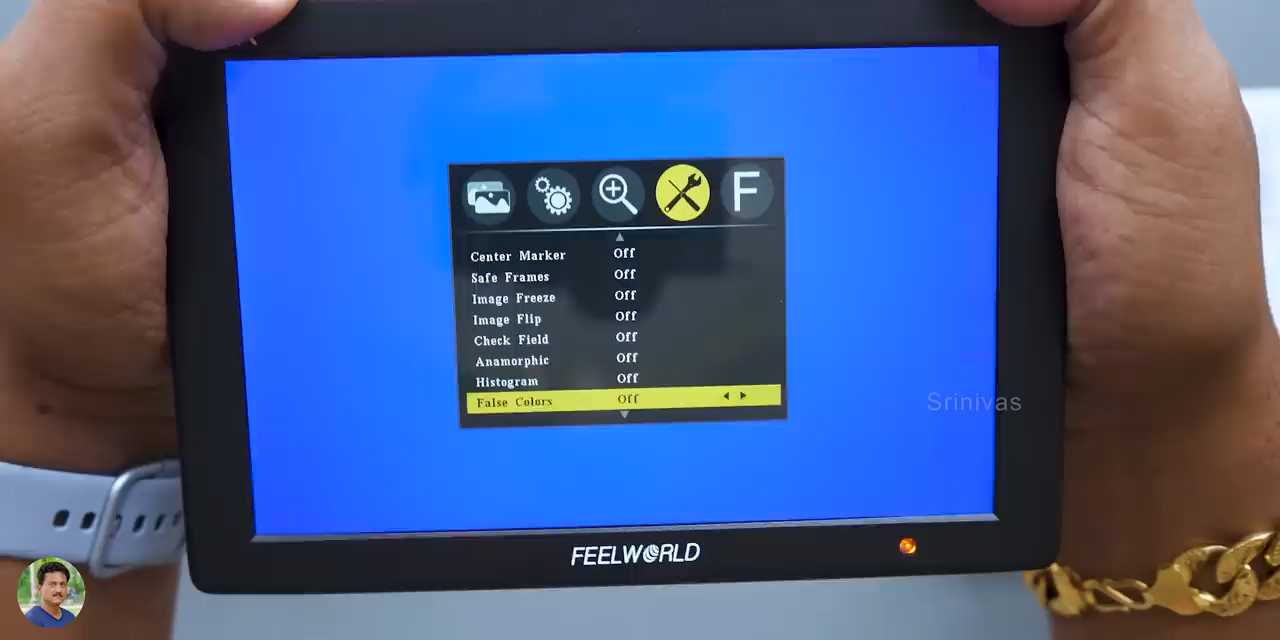 F
Center Marker Off
Safe Frames Off
Image Freeze Off
Image Flip Off
Check Field Off
Anamorphic Off
Histogram Off
False Colors Off
Srinivas
FEELWORLD